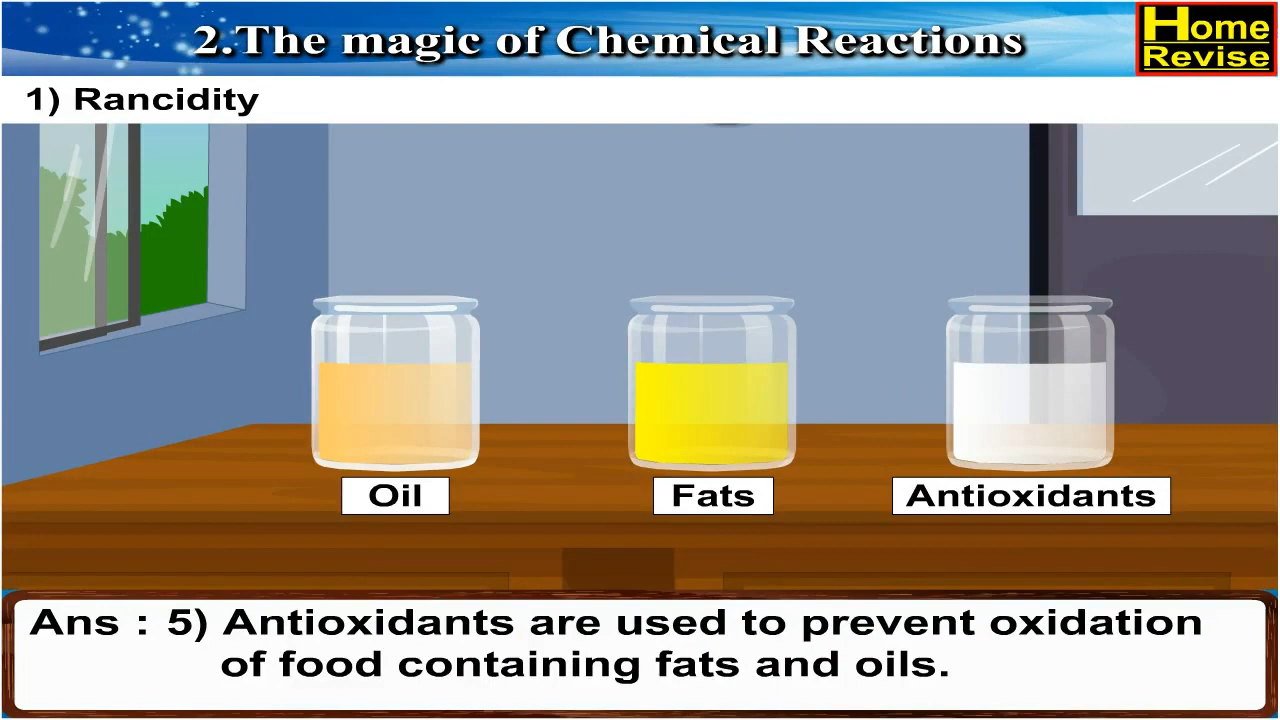 2.The magic of Chemical Reactions
Home
Revise
1) Rancidity
Oil
Fats
Antioxidants
Ans : 5) Antioxidants are used to prevent oxidation
of food containing fats and oils.